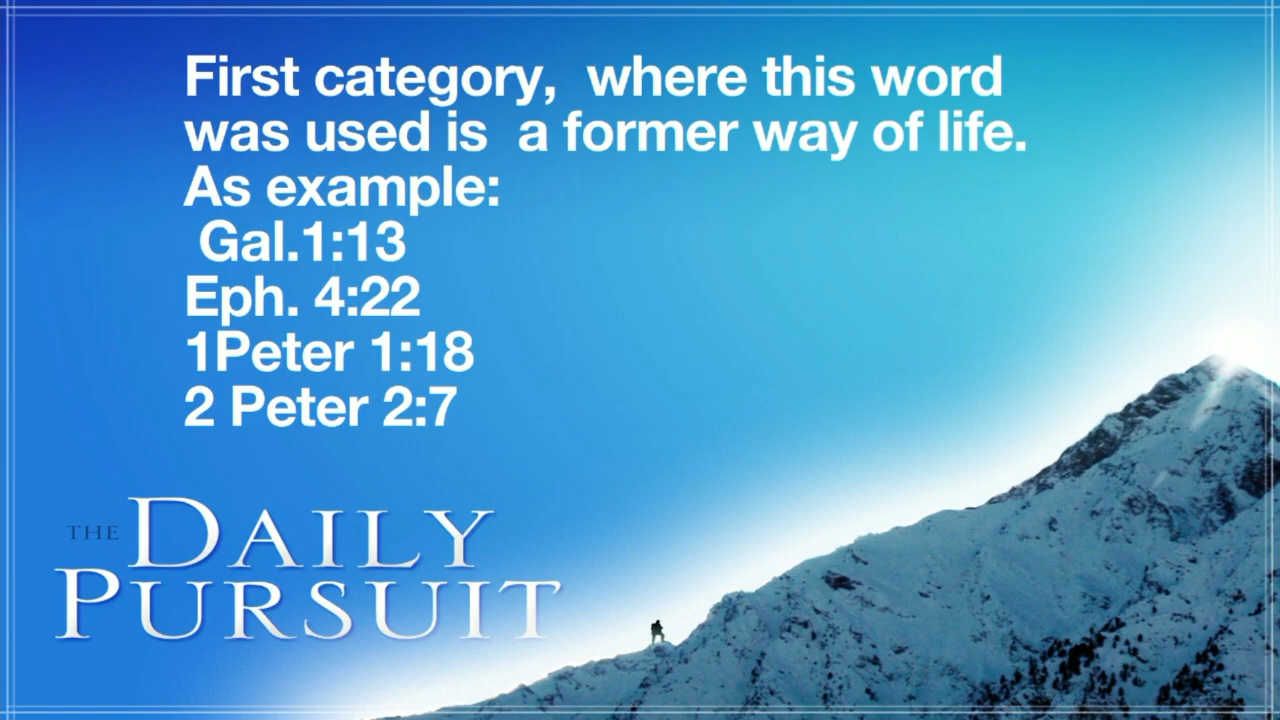 First category,  where this word
was used is  a former way of life.
As example:
Gal.1:13
Eph. 4:22
1Peter 1:18
2 Peter 2:7
THE DAILY
PURSUIT